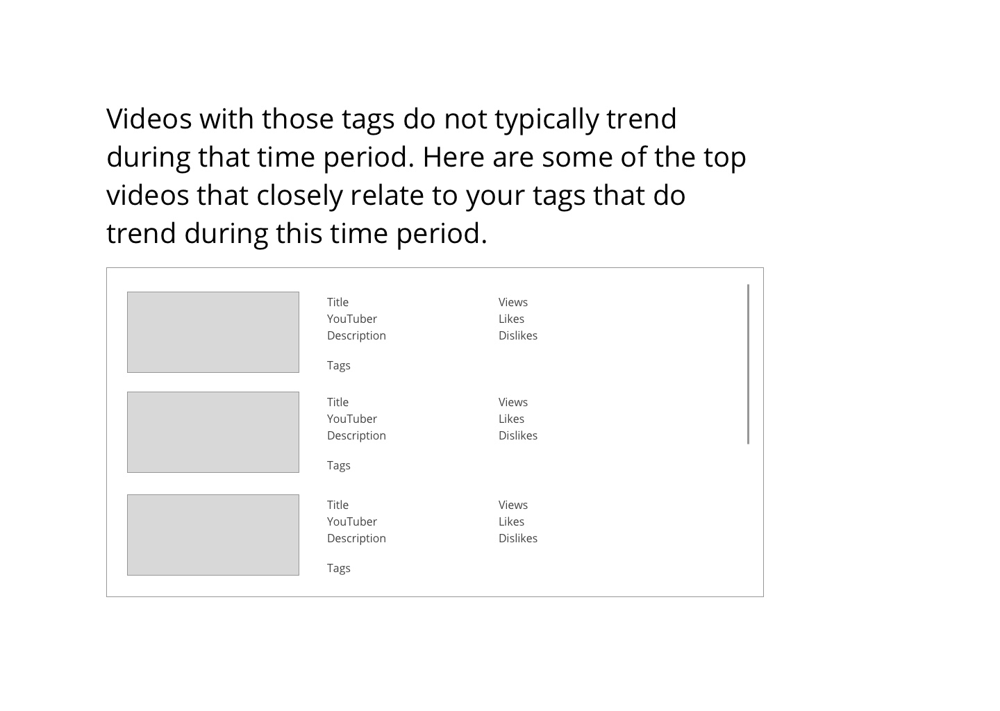 Videos with those tags do not typically trend
during that time period. Here are some of the top
videos that closely relate to your tags that do
trend during this time period.
Title
YouTuber
Description
Tags
Views
Likes
Dislikes
Title
YouTuber
Description
Tags
Views
Likes
Dislikes
Title
YouTuber
Description
Tags
Views
Likes
Dislikes